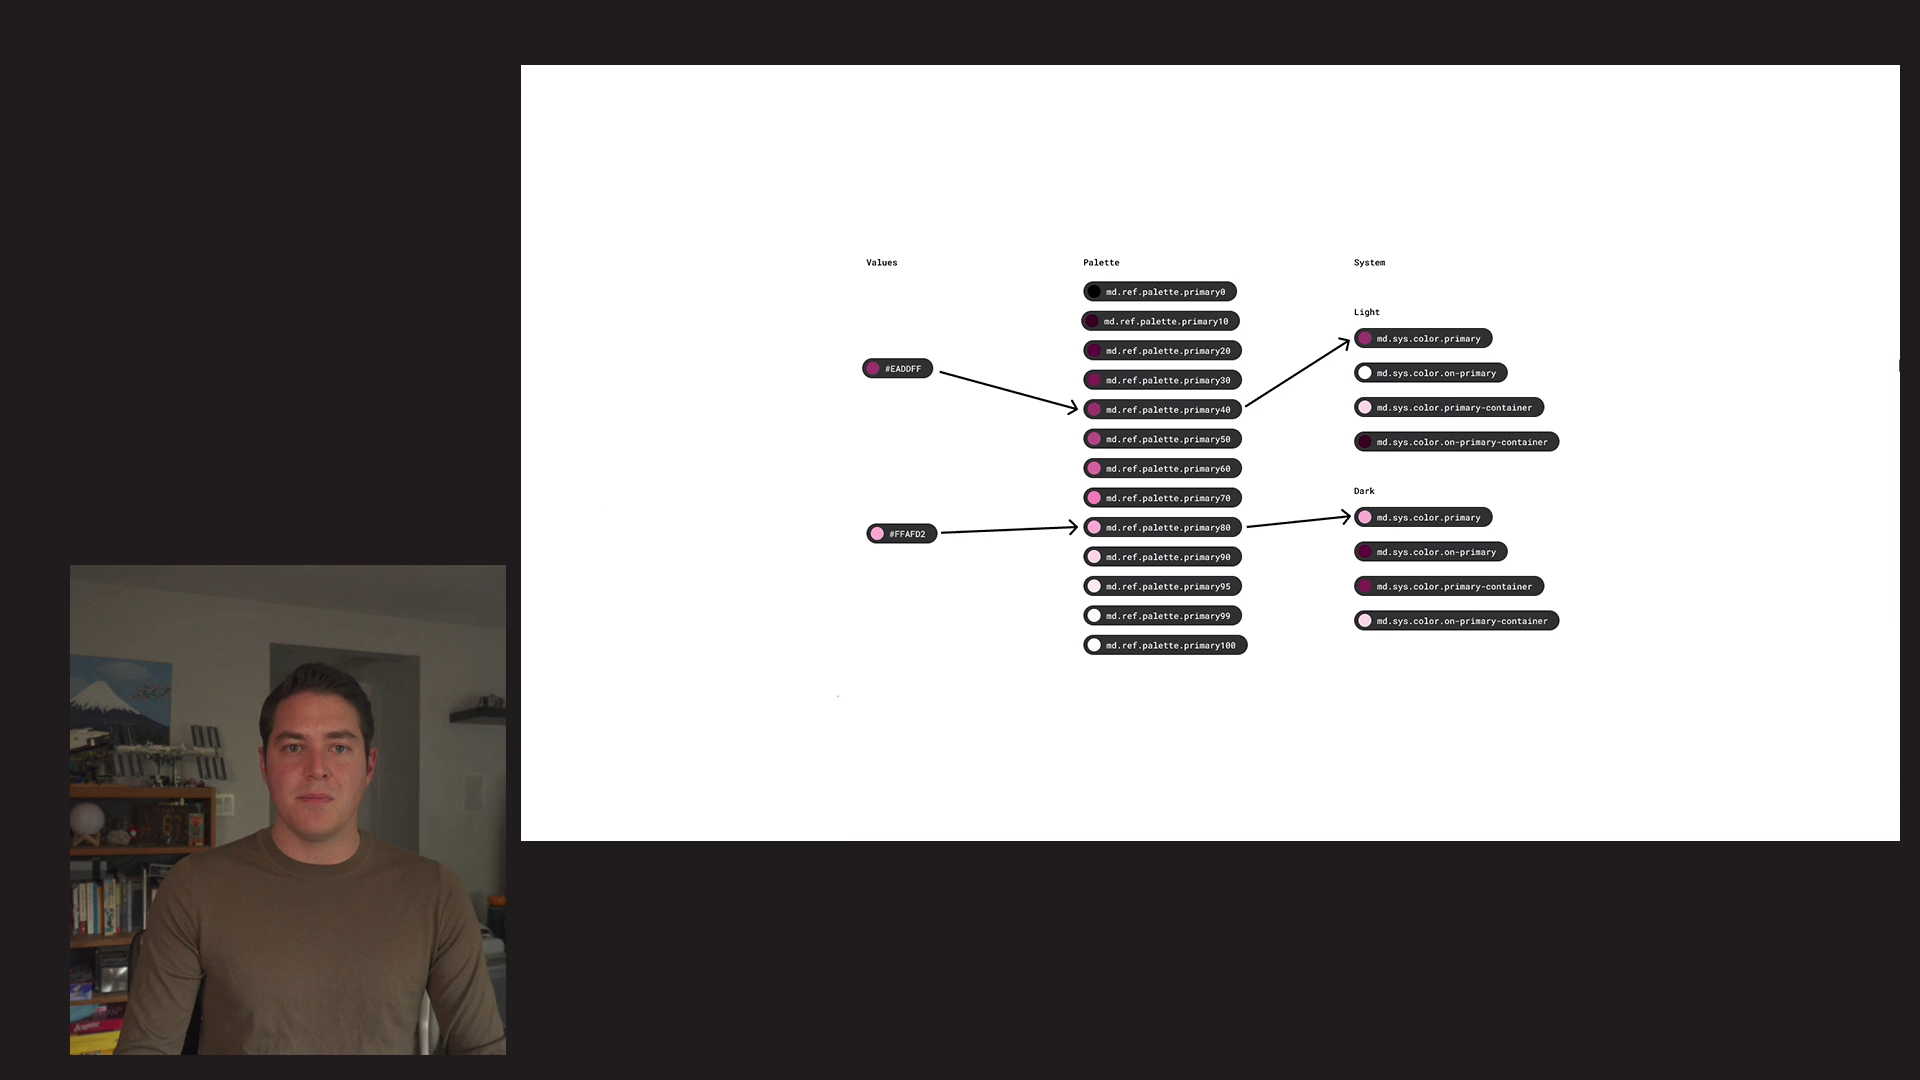 Values
#EADDFF
#FFAFD2
Palette
md.ref.palette.primary0
md.ref.palette.primary10
md.ref.palette.primary20
md.ref.palette.primary30
md.ref.palette.primary40
md.ref.palette.primary50
md.ref.palette.primary60
md.ref.palette.primary70
md.ref.palette.primary80
md.ref.palette.primary90
md.ref.palette.primary95
md.ref.palette.primary99
md.ref.palette.primary100
System
Light
md.sys.color.primary
md.sys.color.on-primary
md.sys.color.primary-container
md.sys.color.on-primary-container
Dark
md.sys.color.primary
md.sys.color.on-primary
md.sys.color.primary-container
md.sys.color.on-primary-container